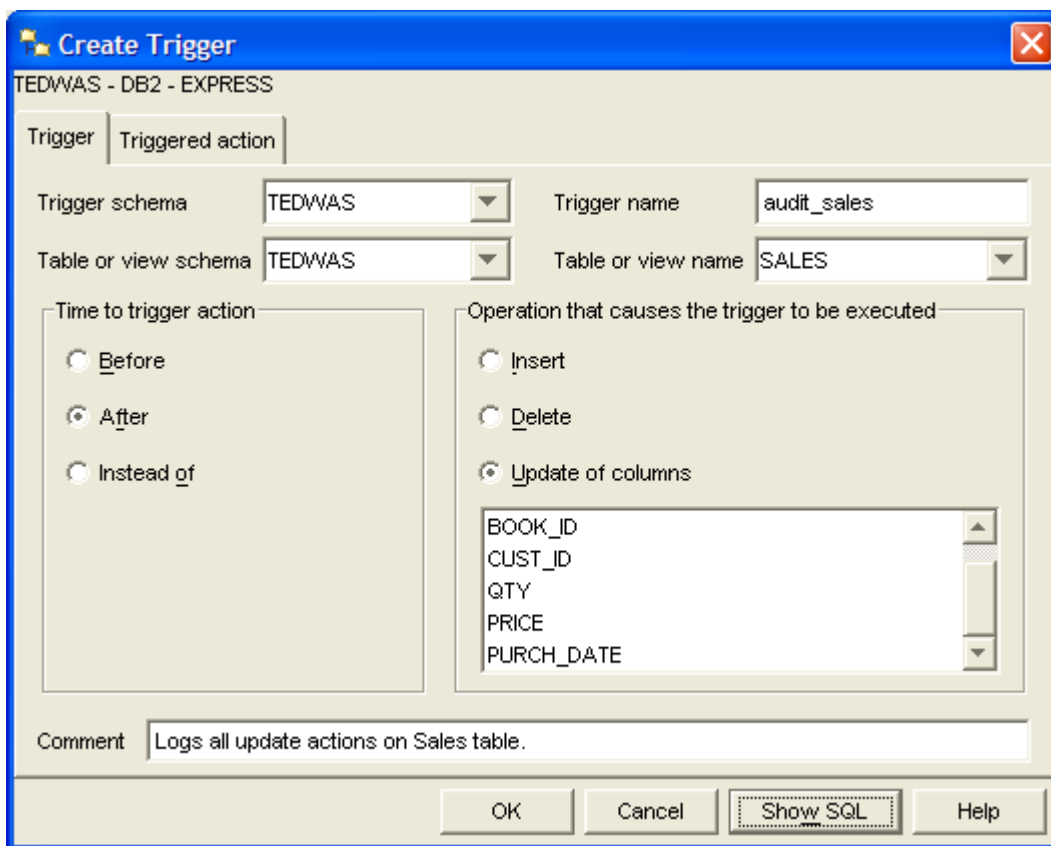 Create Trigger
TEDWAS - DB2 - EXPRESS
Trigger Triggered action
Trigger schema TEDWAS Trigger name audit_sales
Table or view schema TEDWAS Table or view name SALES
Time to trigger action Operation that causes the trigger to be executed
Before Insert
After Delete
Instead of Update of columns
BOOK_ID
CUST_ID
QTY
PRICE
PURCH_DATE
Comment Logs all update actions on Sales table.
OK Cancel Show SQL Help